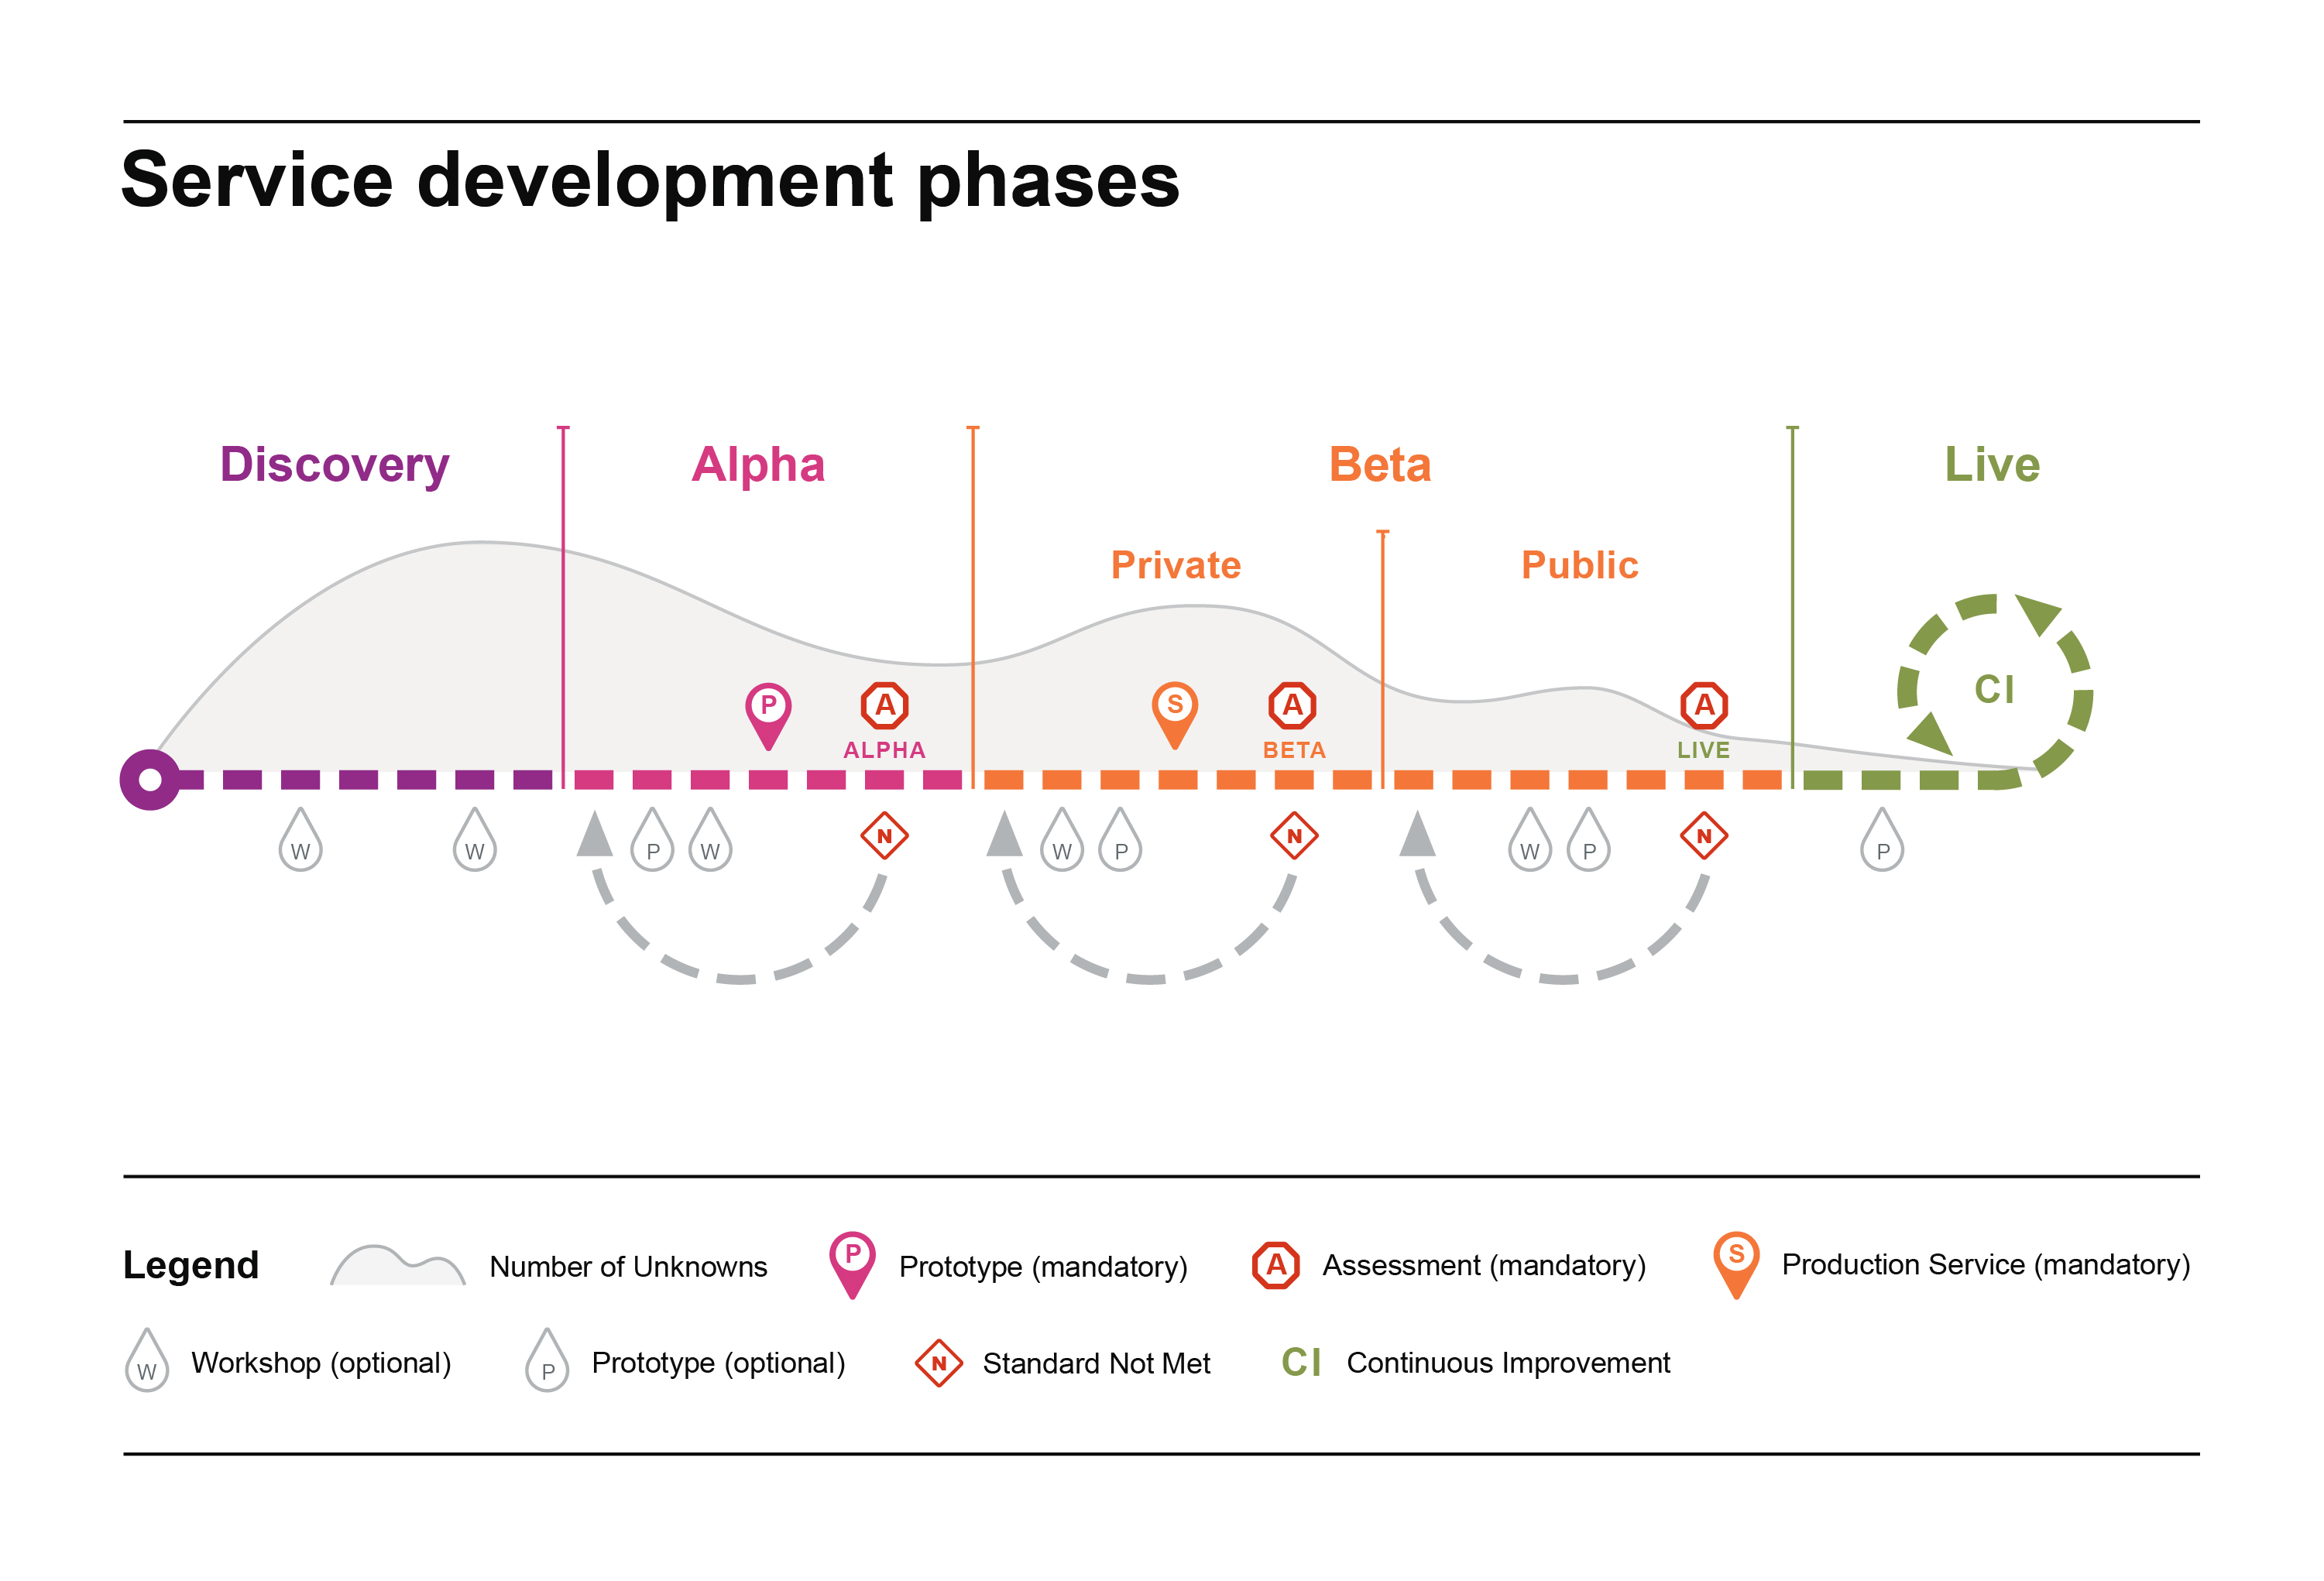 Service development phases
Discovery
Alpha
Beta
Live
Private
Public
CI
P
A
S
A
A
ALPHA
BETA
LIVE
W
W
P
W
N
W
P
N
W
P
N
P
Legend
Number of Unknowns
P
Prototype (mandatory)
A
Assessment (mandatory)
S
Production Service (mandatory)
W
Workshop (optional)
P
Prototype (optional)
N
Standard Not Met
CI
Continuous Improvement